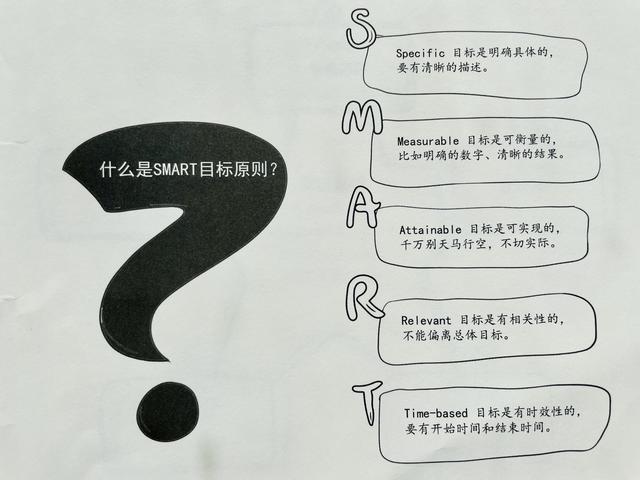 什么是SMART目标原则？
S
Specific 目标是明确具体的，
要有清晰的描述。
M
Measurable 目标是可衡量的，
比如明确的数字、清晰的结果。
A
Attainable 目标是可实现的，
千万别天马行空，不切实际。
R
Relevant 目标是有相关性的，
不能偏离总体目标。
T
Time-based 目标是有时效性的，
要有开始时间和结束时间。